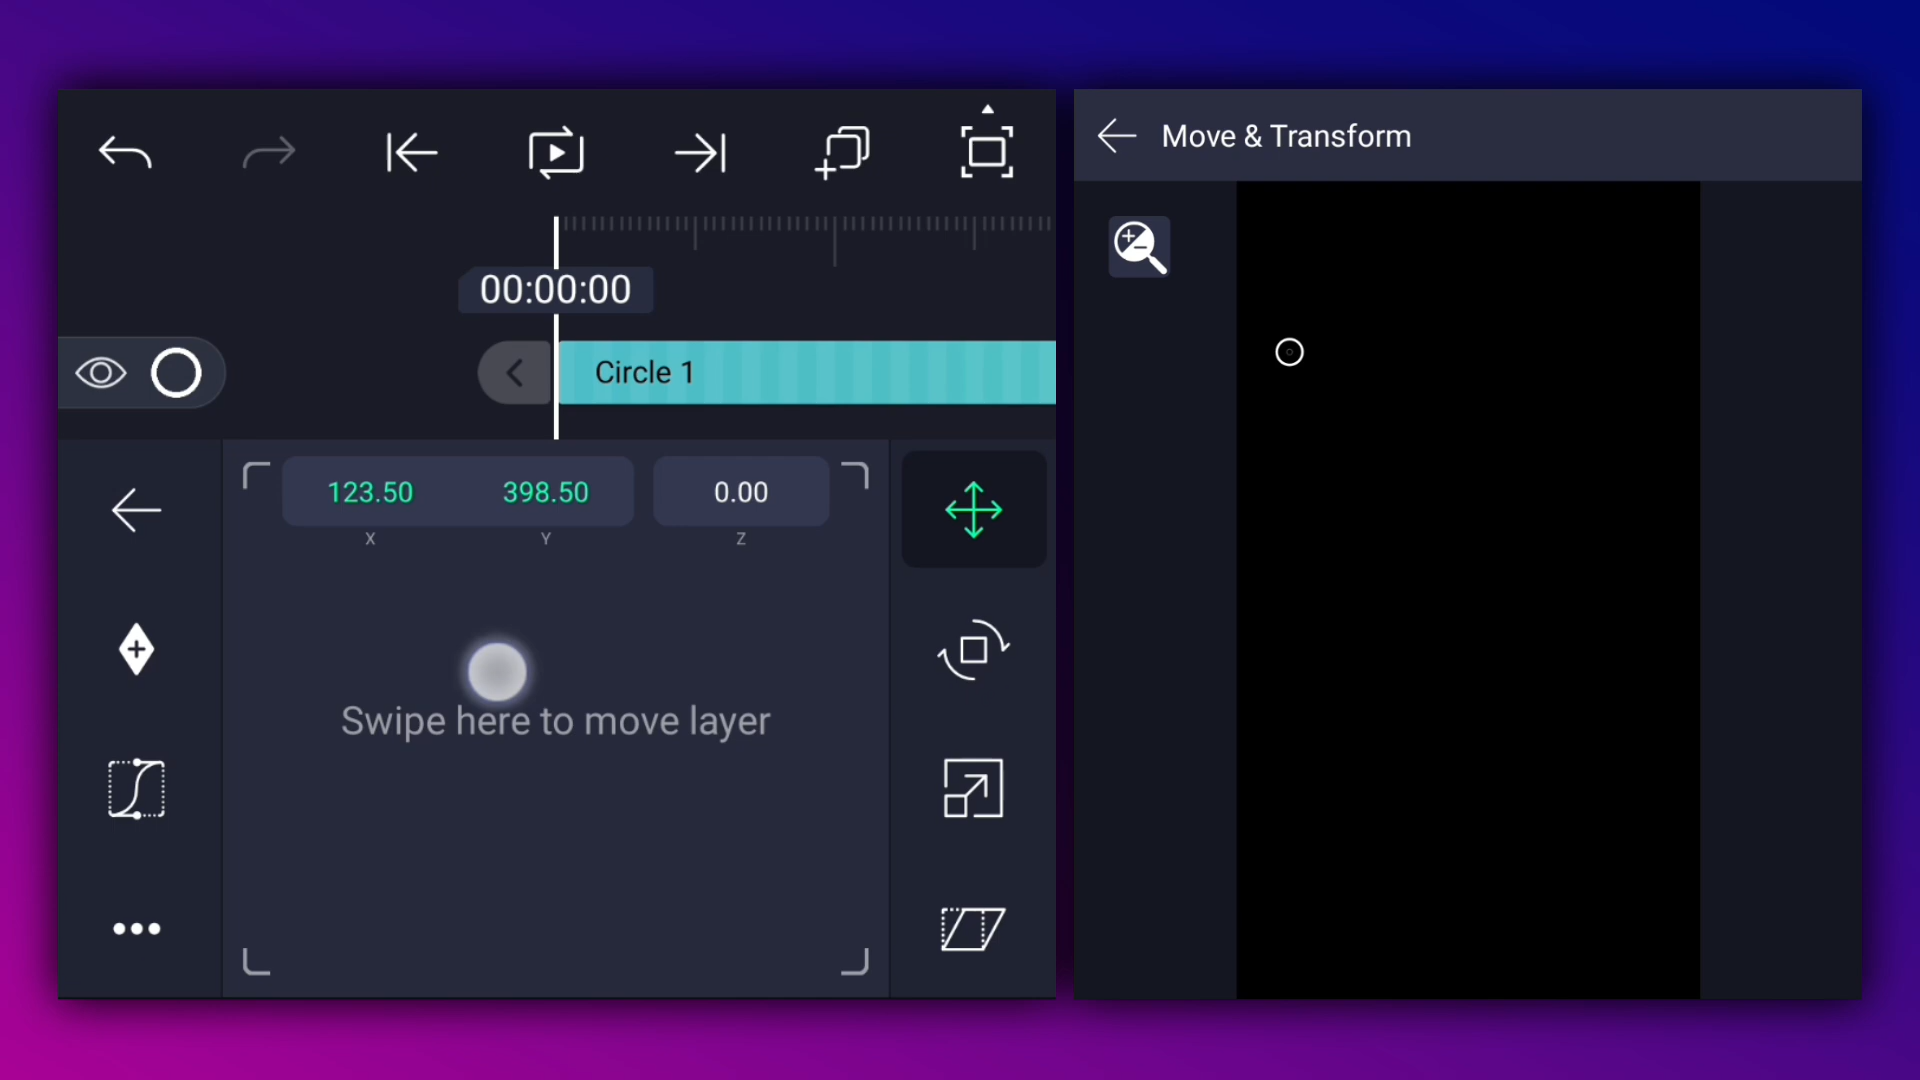 Move & Transform
00:00:00
Circle 1
123.50 398.50 0.00
X Y Z
Swipe here to move layer